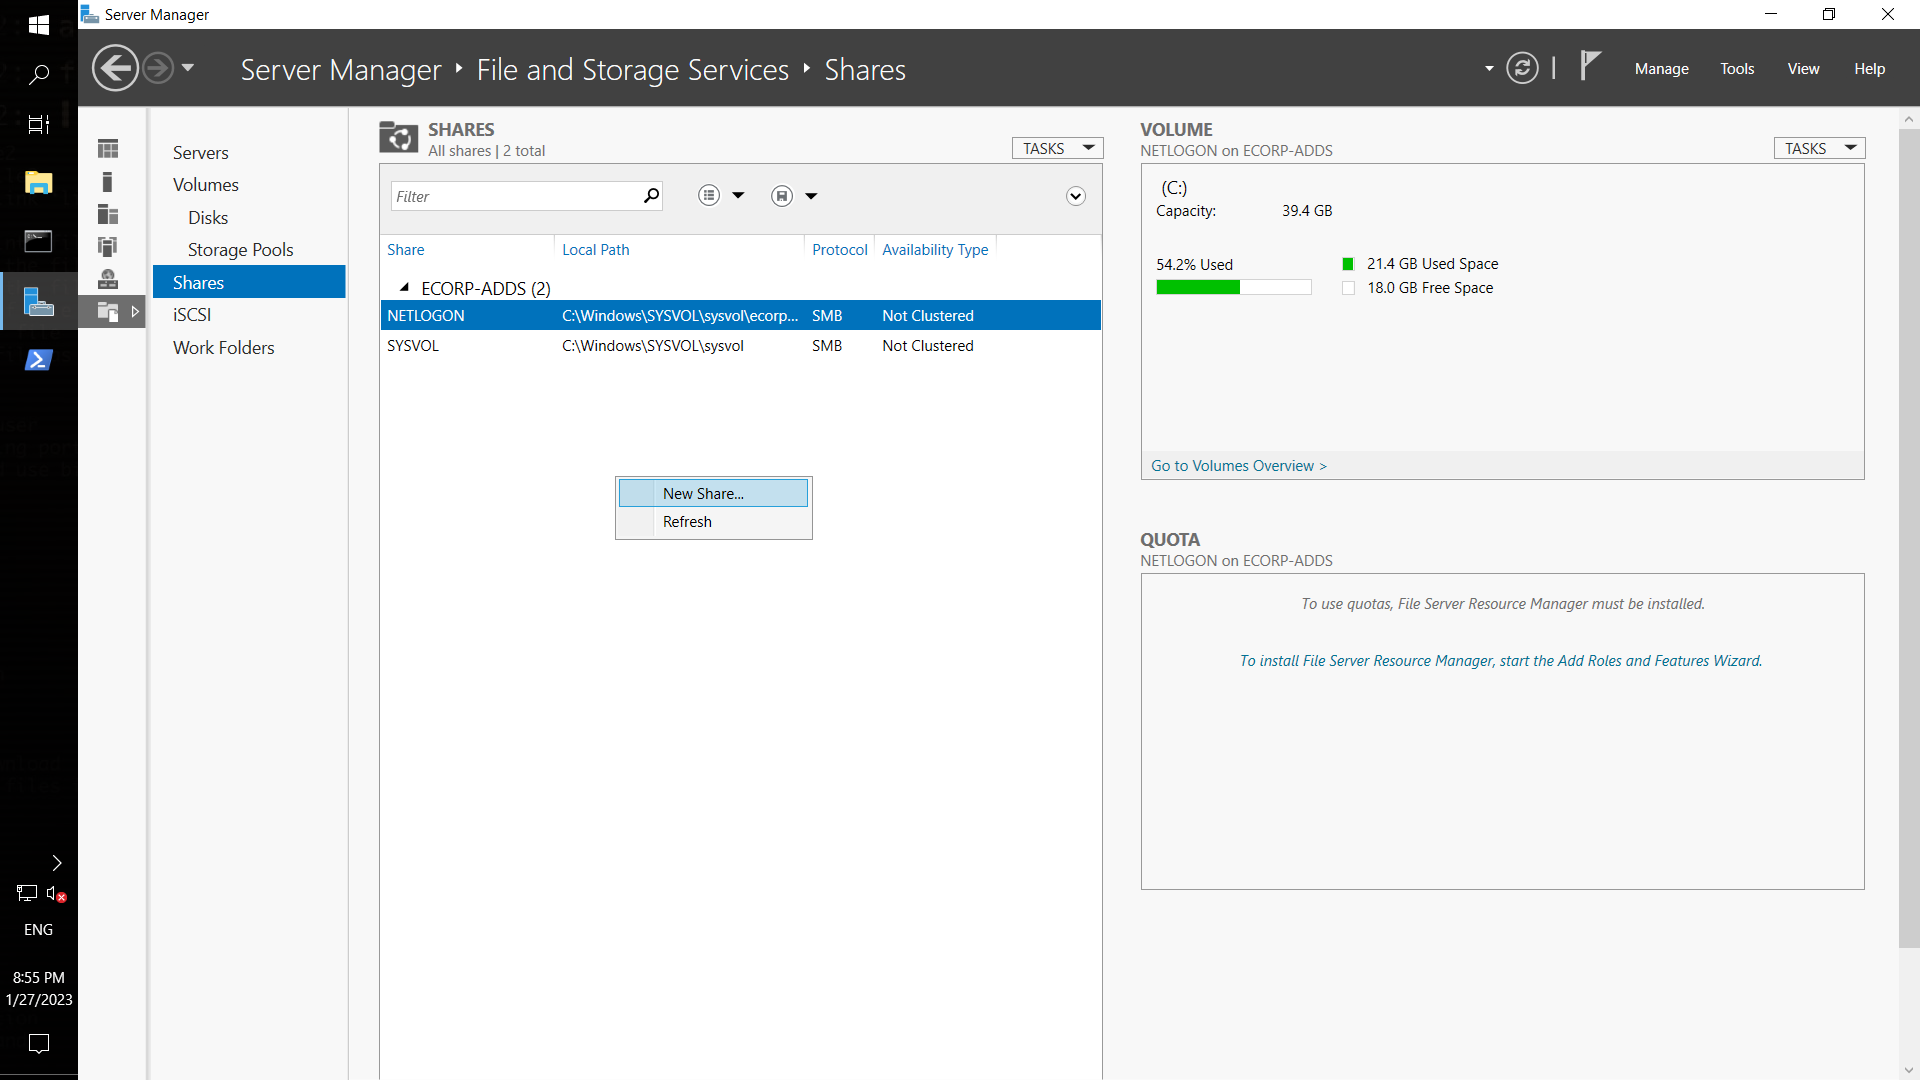 Server Manager
Server Manager ‣ File and Storage Services ‣ Shares
Manage Tools View Help
Servers
Volumes
Disks
Storage Pools
Shares
iSCSI
Work Folders
SHARES
All shares | 2 total
TASKS
Filter
Share Local Path Protocol Availability Type
ECORP-ADDS (2)
NETLOGON C:\Windows\SYSVOL\sysvol\ecorp... SMB Not Clustered
SYSVOL C:\Windows\SYSVOL\sysvol SMB Not Clustered
New Share...
Refresh
VOLUME
NETLOGON on ECORP-ADDS
TASKS
(C:)
Capacity: 39.4 GB
54.2% Used
21.4 GB Used Space
18.0 GB Free Space
Go to Volumes Overview >
QUOTA
NETLOGON on ECORP-ADDS
To use quotas, File Server Resource Manager must be installed.
To install File Server Resource Manager, start the Add Roles and Features Wizard.
ENG
8:55 PM
1/27/2023